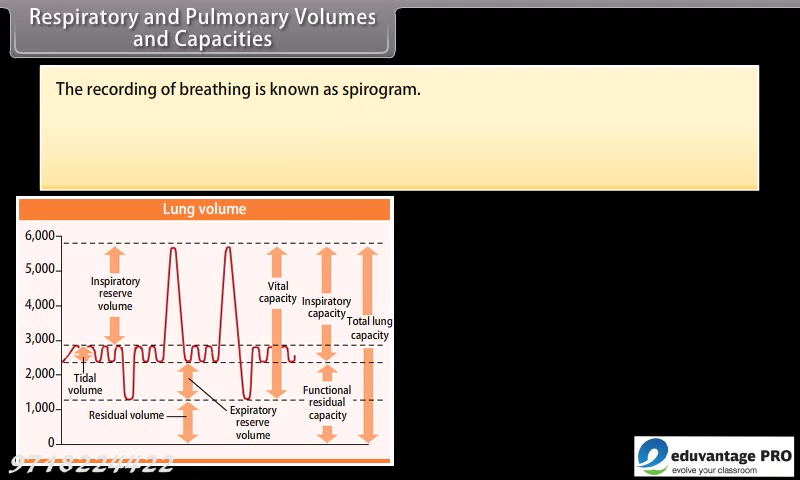 Respiratory and Pulmonary Volumes
and Capacities
The recording of breathing is known as spirogram.
Lung volume
6,000
5,000
4,000
3,000
2,000
1,000
0
Inspiratory
reserve
volume
Tidal
volume
Residual volume
Expiratory
reserve
volume
Vital
capacity
Inspiratory
capacity
Functional
residual
capacity
Total lung
capacity
9718224422
eduvantage PRO
evolve your classroom